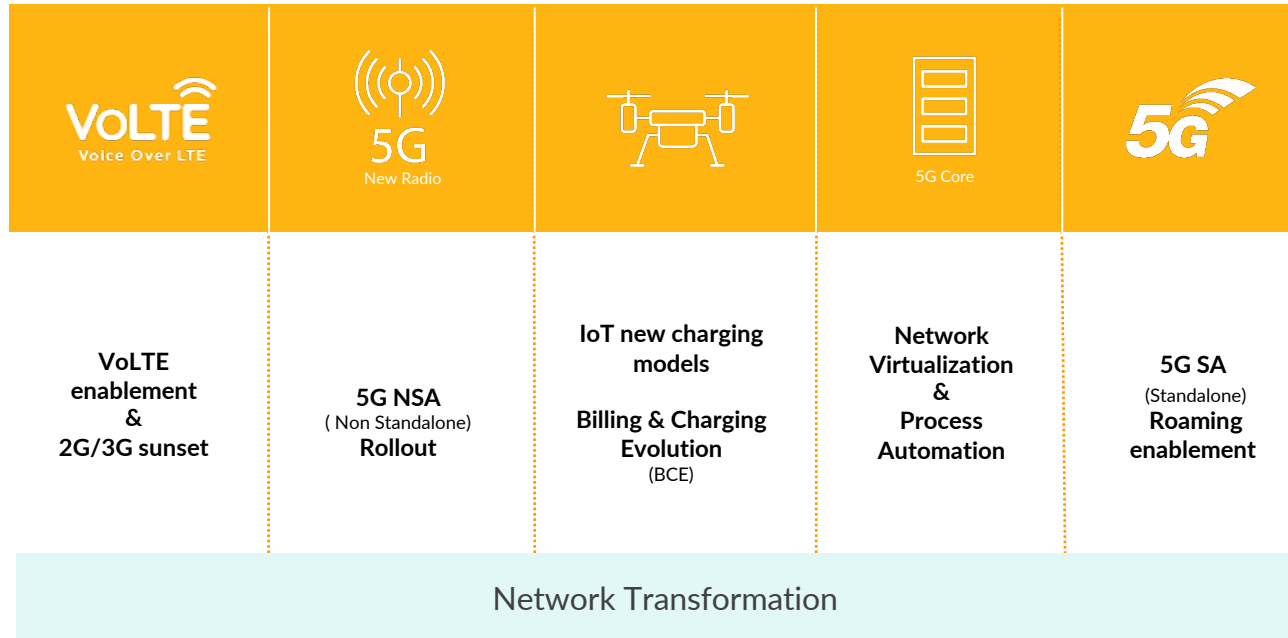 VoLTE
Voice Over LTE
5G
New Radio
5G Core
5G
VoLTE
enablement
&
2G/3G sunset
5G NSA
( Non Standalone)
Rollout
IoT new charging
models
Billing & Charging
Evolution
(BCE)
Network
Virtualization
&
Process
Automation
5G SA
(Standalone)
Roaming
enablement
Network Transformation